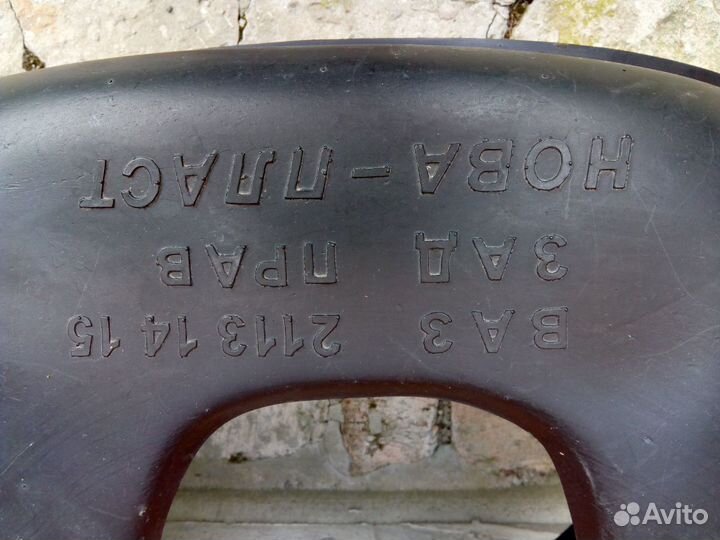 ВАЗ 2113 14 15
ЗАД ПРАВ
НОВА-ПЛАСТ
Avito